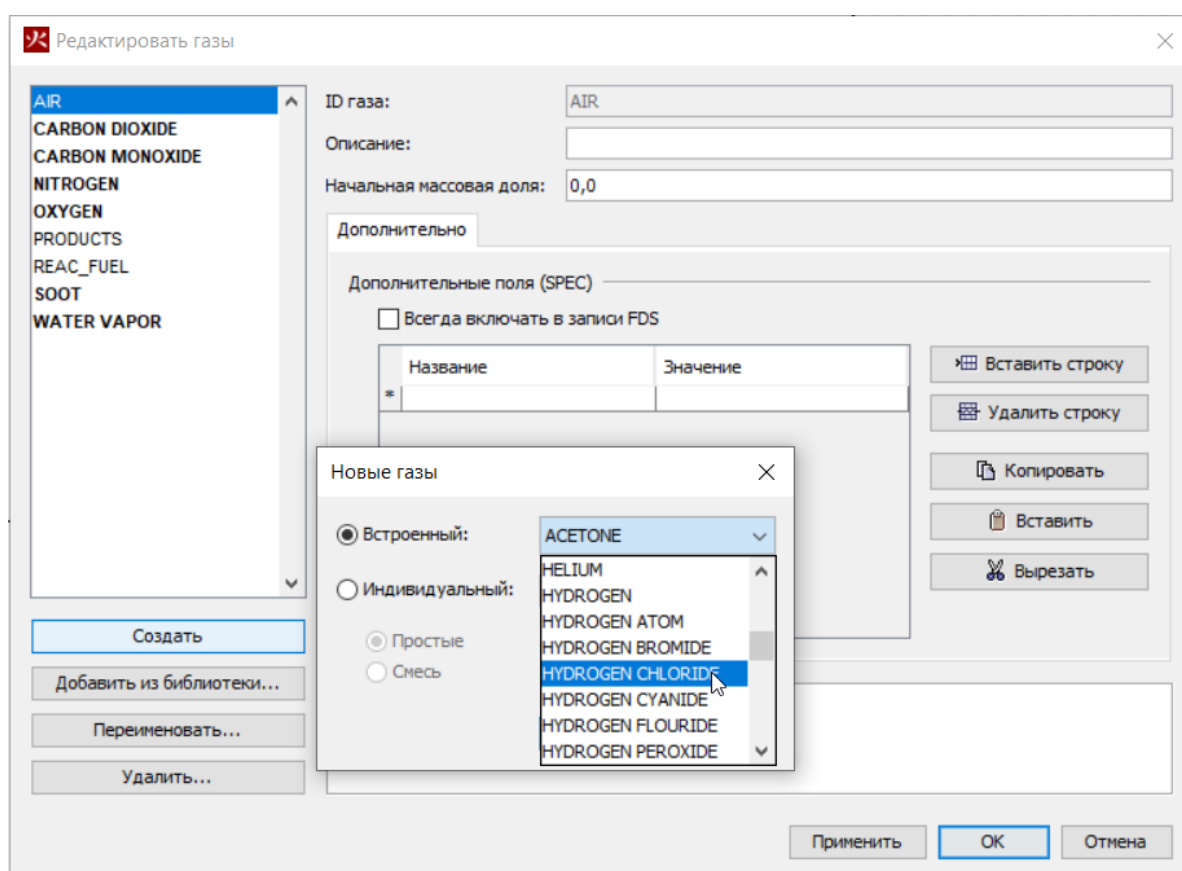 Редактировать газы
AIR
CARBON DIOXIDE
CARBON MONOXIDE
NITROGEN
OXYGEN
PRODUCTS
REAC_FUEL
SOOT
WATER VAPOR
ID газа: AIR
Описание:
Начальная массовая доля: 0,0
Дополнительно
Дополнительные поля (SPEC)
Всегда включать в записи FDS
Название Значение
*
Вставить строку
Удалить строку
Копировать
Вставить
Вырезать
Новые газы
Встроенный: ACETONE
Индивидуальный:
Простые
Смесь
HELIUM
HYDROGEN
HYDROGEN ATOM
HYDROGEN BROMIDE
HYDROGEN CHLORIDE
HYDROGEN CYANIDE
HYDROGEN FLOURIDE
HYDROGEN PEROXIDE
Создать
Добавить из библиотеки...
Переименовать...
Удалить...
Применить OK Отмена